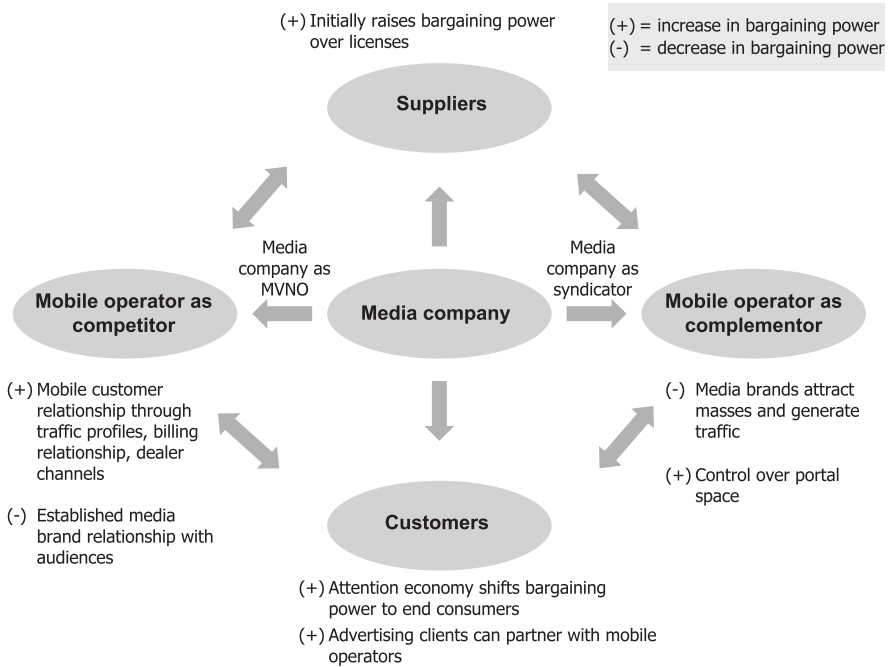 (+) Initially raises bargaining power
over licenses
(+) = increase in bargaining power
(-) = decrease in bargaining power
Suppliers
Media
company as
MVNO
Media
company as
syndicator
Mobile operator as
competitor
Media company
Mobile operator as
complementor
(+) Mobile customer
relationship through
traffic profiles, billing
relationship, dealer
channels
(-) Established media
brand relationship with
audiences
(-) Media brands attract
masses and generate
traffic
(+) Control over portal
space
Customers
(+) Attention economy shifts bargaining
power to end consumers
(+) Advertising clients can partner with mobile
operators